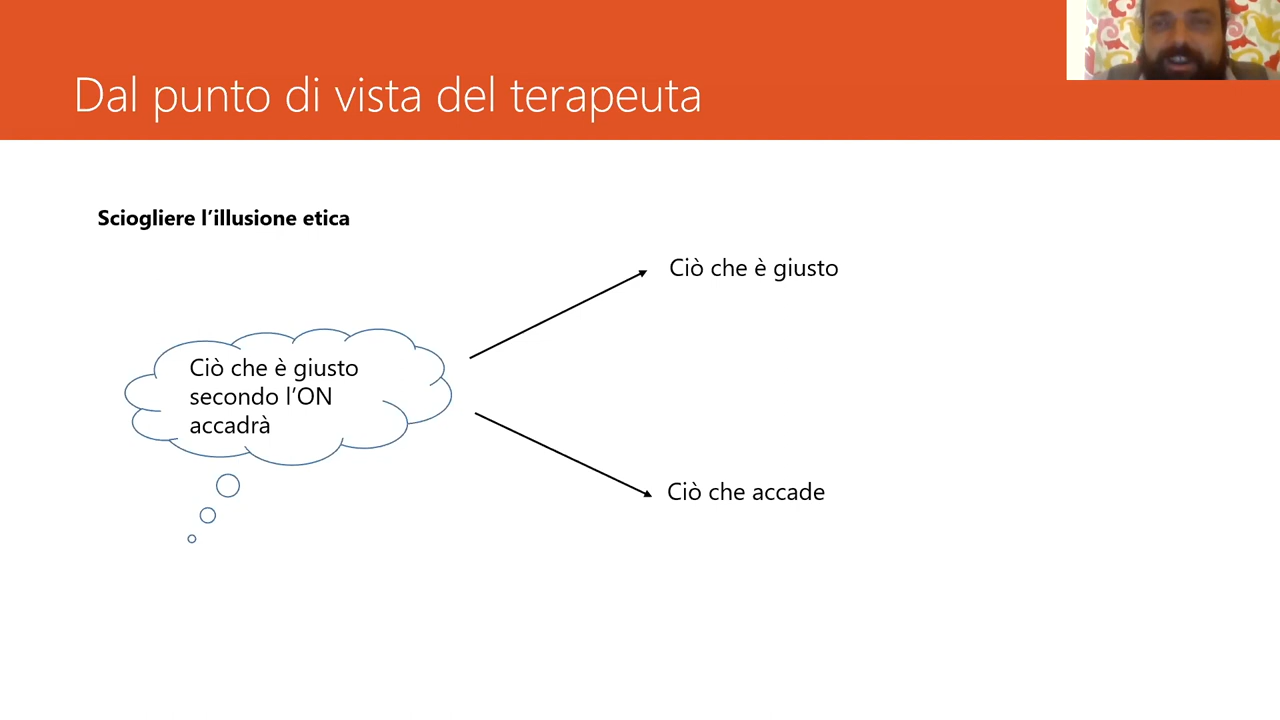 Dal punto di vista del terapeuta
Sciogliere l’illusione etica
Ciò che è giusto
Ciò che è giusto
secondo l’ON
accadrà
Ciò che accade